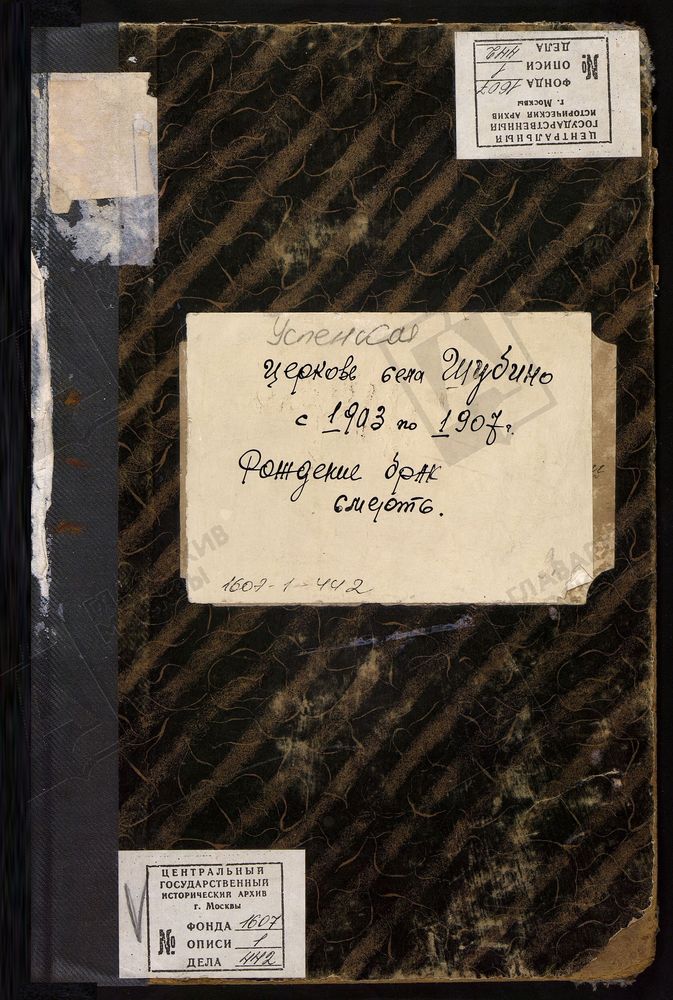 ЦЕНТРАЛЬНЫЙ
ГОСУДАРСТВЕННЫЙ
ИСТОРИЧЕСКИЙ АРХИВ
г. Москвы
№ ФОНДА 1607
ОПИСИ 1
ДЕЛА 442
Успенская
церковь села Шубино
с 1903 по 1907 г.
Рождение брак
смерть.
1607-1-442
ЦЕНТРАЛЬНЫЙ
ГОСУДАРСТВЕННЫЙ
ИСТОРИЧЕСКИЙ АРХИВ
г. Москвы
№ ФОНДА 1607
ОПИСИ 1
ДЕЛА 442